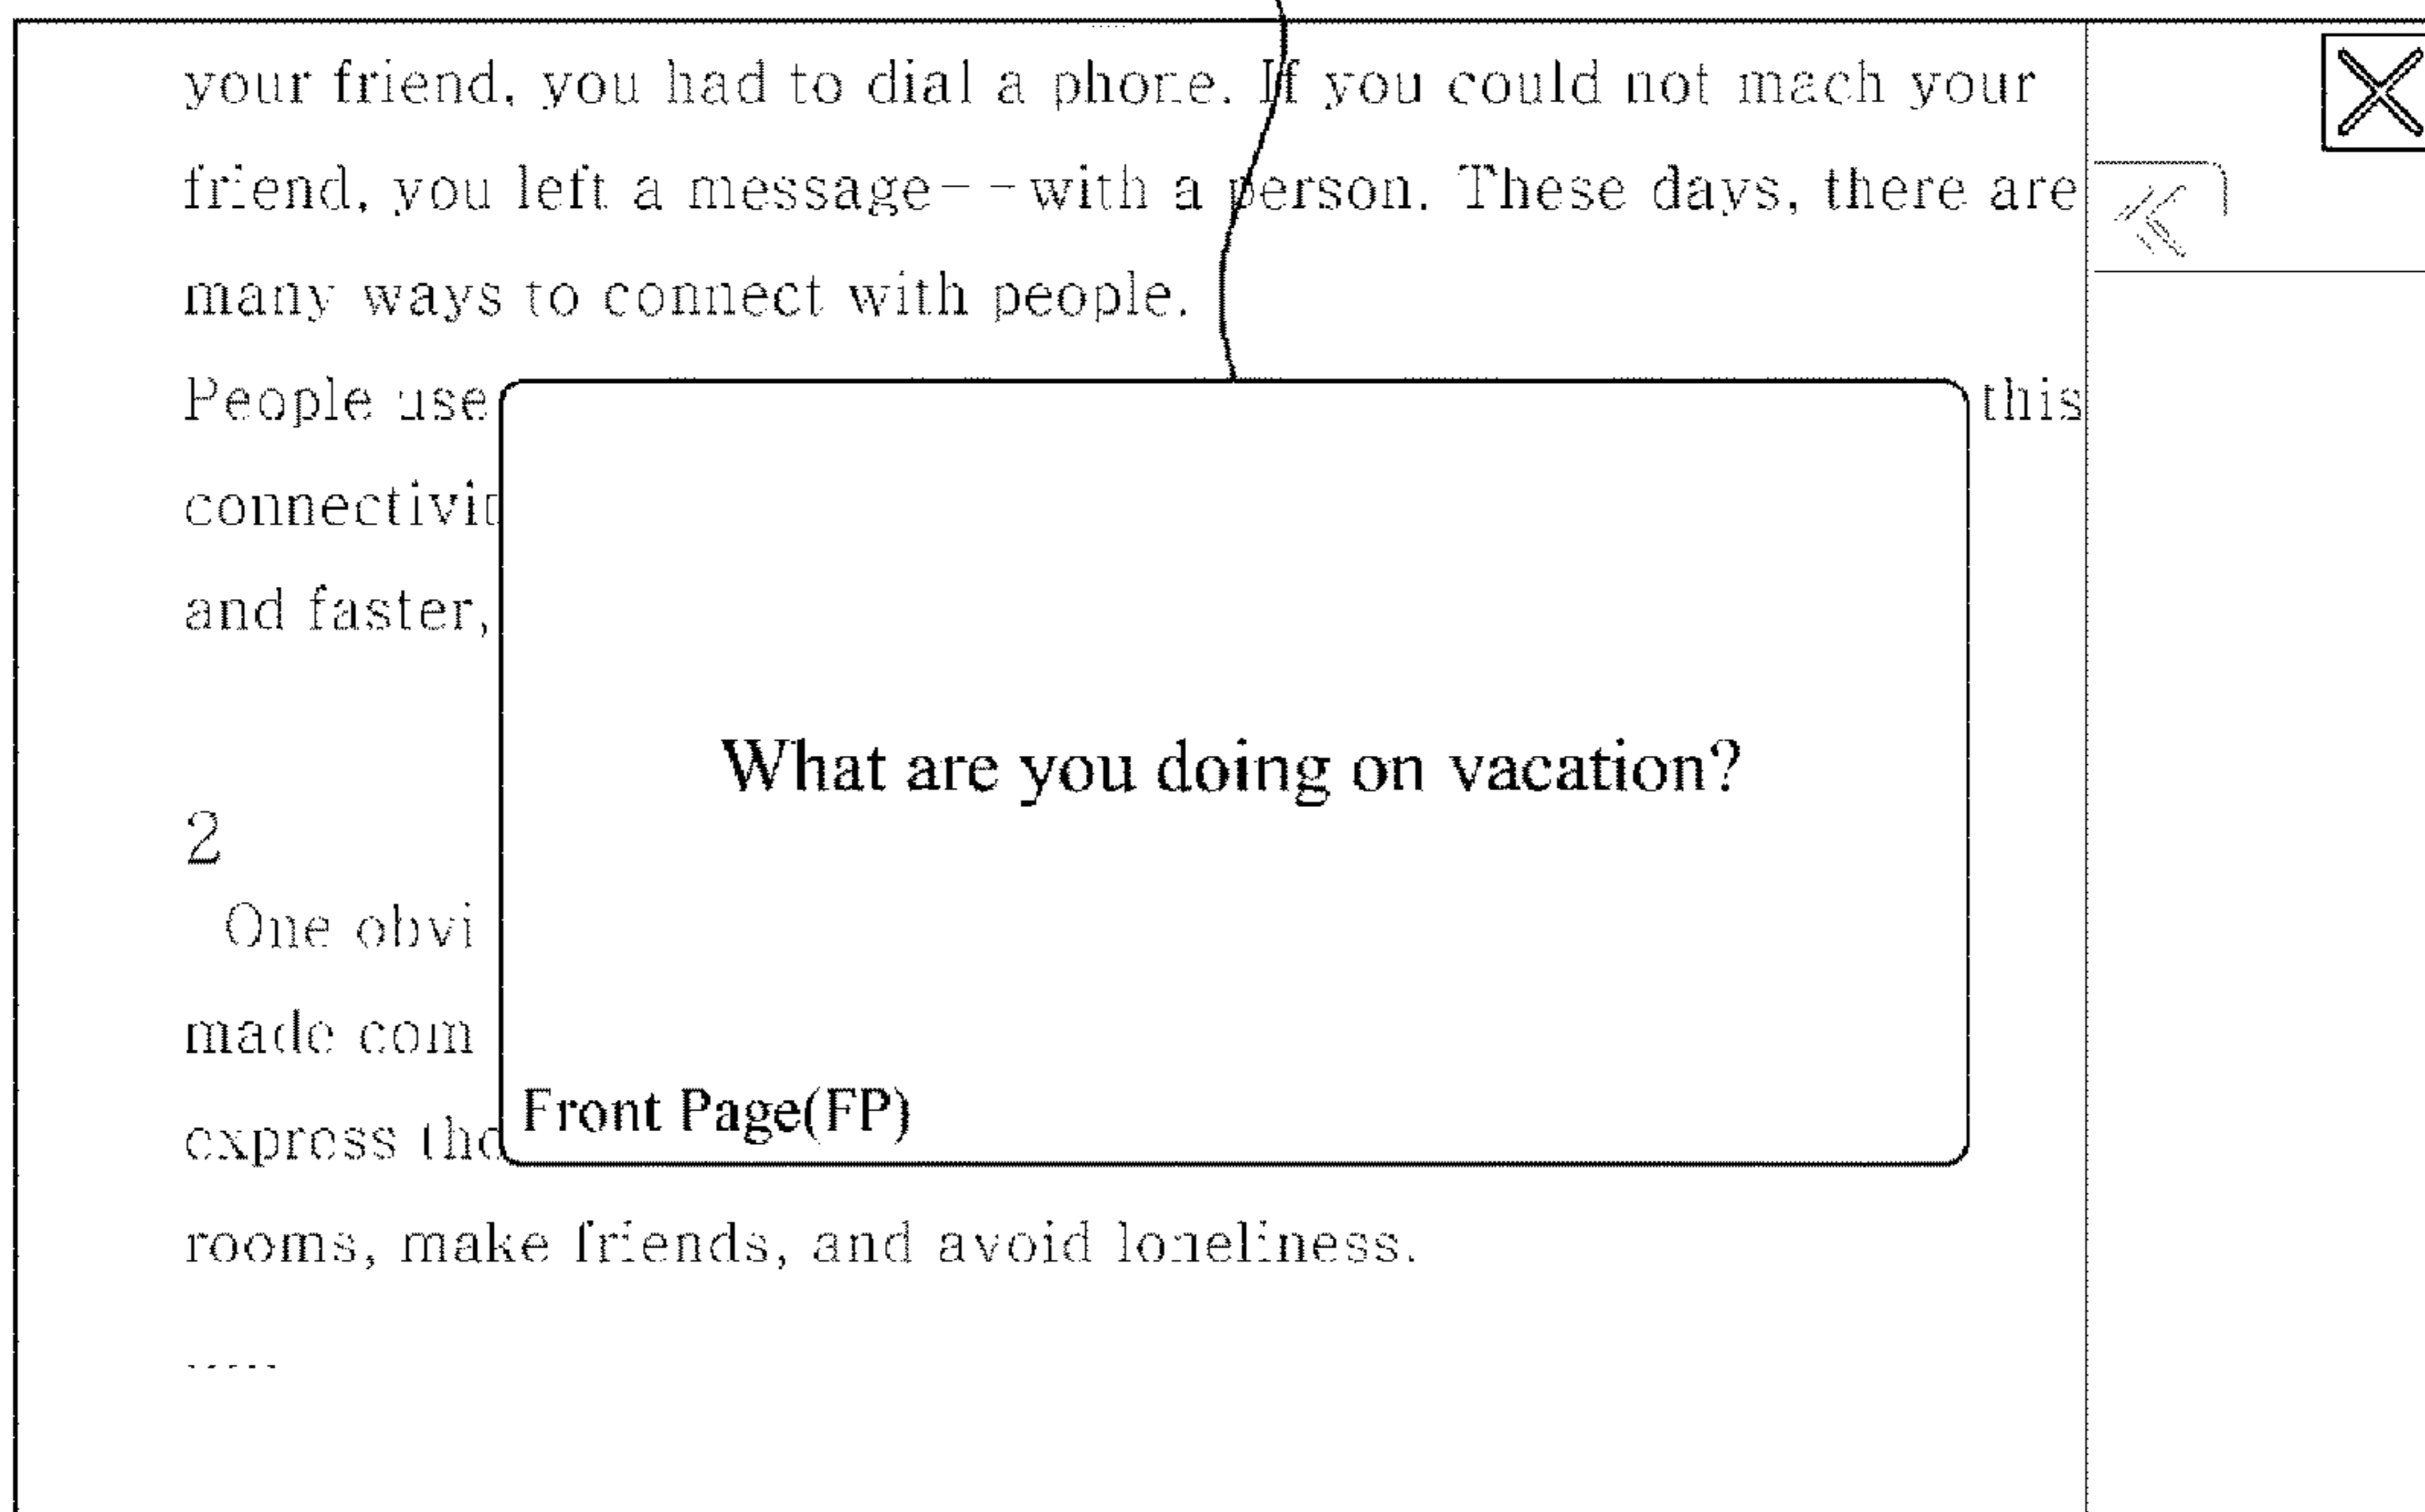 your friend, you had to dial a phone. If you could not mach your
friend, you left a message--with a person. These days, there are
many ways to connect with people.
People use this
connectivit
and faster,
What are you doing on vacation?
2
One obvi
made com
Front Page(FP)
express tho
rooms, make friends, and avoid loneliness.